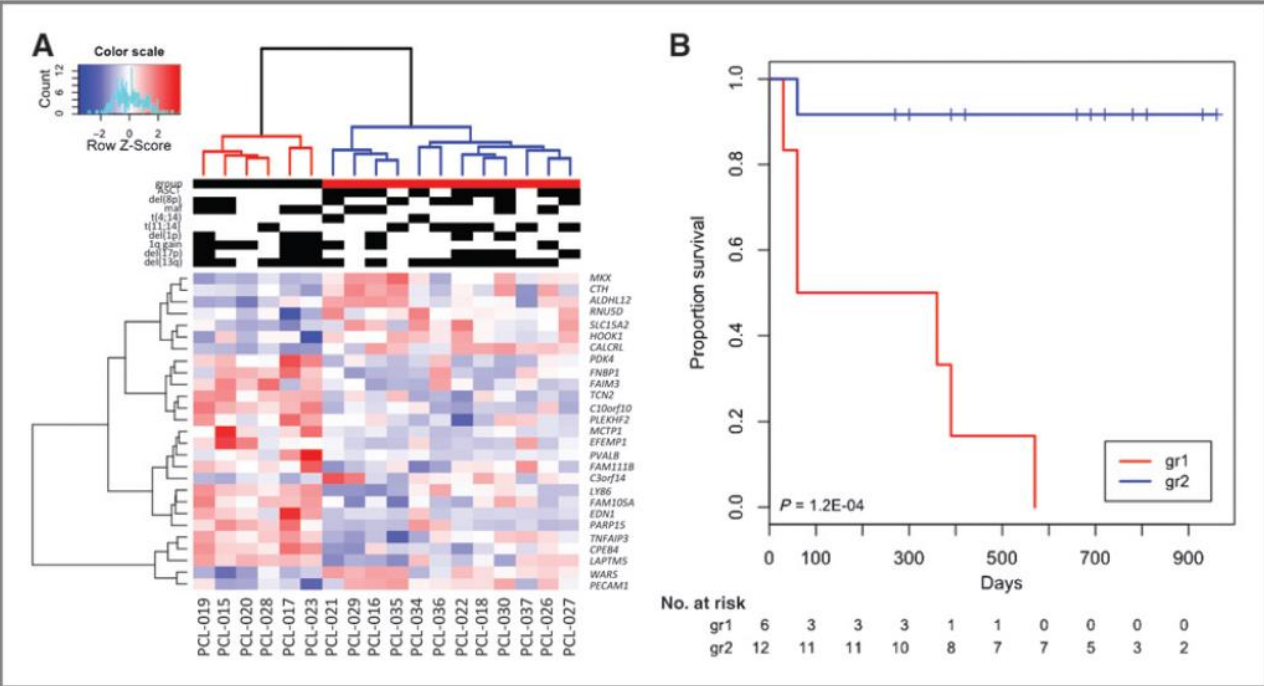 A
Color scale
Count
0 6 12
−2 0 2
Row Z-Score
group
ASCT
del(8p)
maf
t(4;14)
t(11;14)
del(1p)
1q gain
del(17p)
del(13q)
MKX
CTH
ALDHL12
RNU5D
SLC15A2
HOOK1
CALCRL
PDK4
FNBP1
FAIM3
TCN2
C10orf10
PLEKHF2
MCTP1
EFEMP1
PVALB
FAM111B
C3orf14
LY86
FAM105A
EDN1
PARP15
TNFAIP3
CPEB4
LAPTM5
WARS
PECAM1
PCL-019
PCL-015
PCL-020
PCL-028
PCL-017
PCL-023
PCL-021
PCL-029
PCL-016
PCL-035
PCL-034
PCL-036
PCL-022
PCL-018
PCL-030
PCL-037
PCL-026
PCL-027
B
Proportion survival
1.0
0.8
0.6
0.4
0.2
0.0
gr1
gr2
P = 1.2E-04
0 100 300 500 700 900
Days
No. at risk
gr1 6 3 3 3 1 1 0 0 0 0
gr2 12 11 11 10 8 7 7 5 3 2